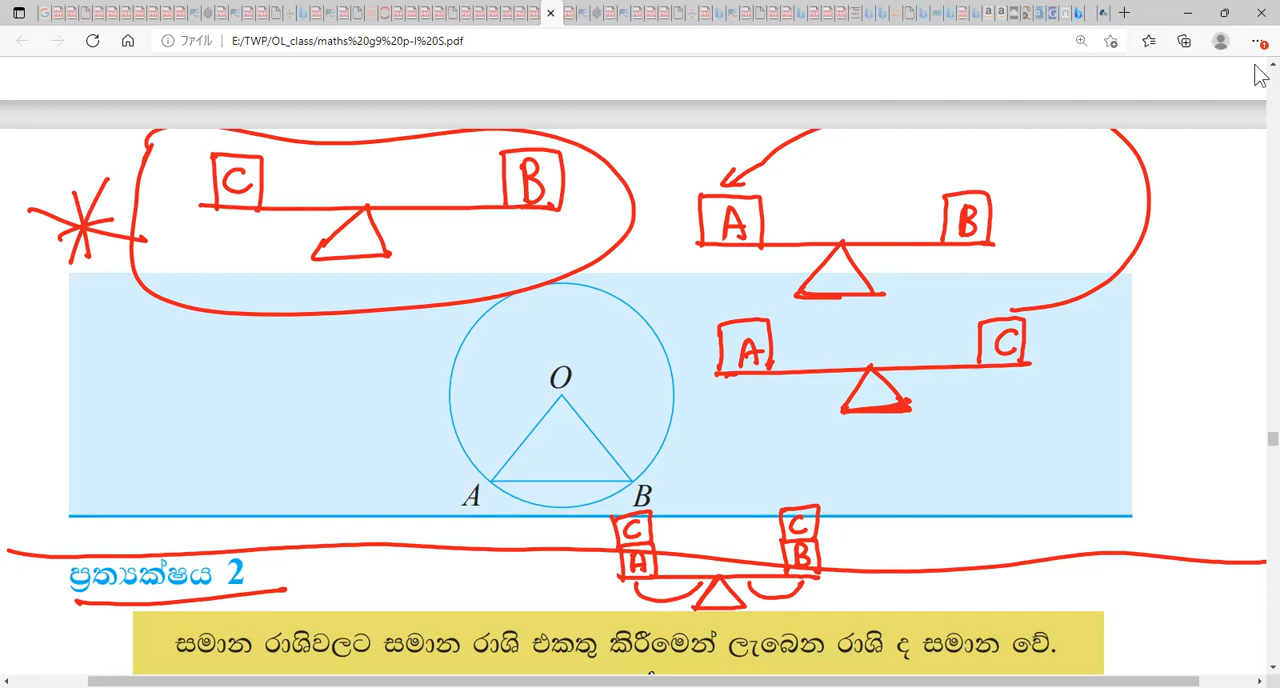 ファイル
E:/TWP/OL_class/maths%20g9%20p-I%20S.pdf
C B
A B
A C
O
A B
C C
A B
ප්‍රත්‍යක්ෂය 2
සමාන රාශිවලට සමාන රාශි එකතු කිරීමෙන් ලැබෙන රාශි ද සමාන වේ.